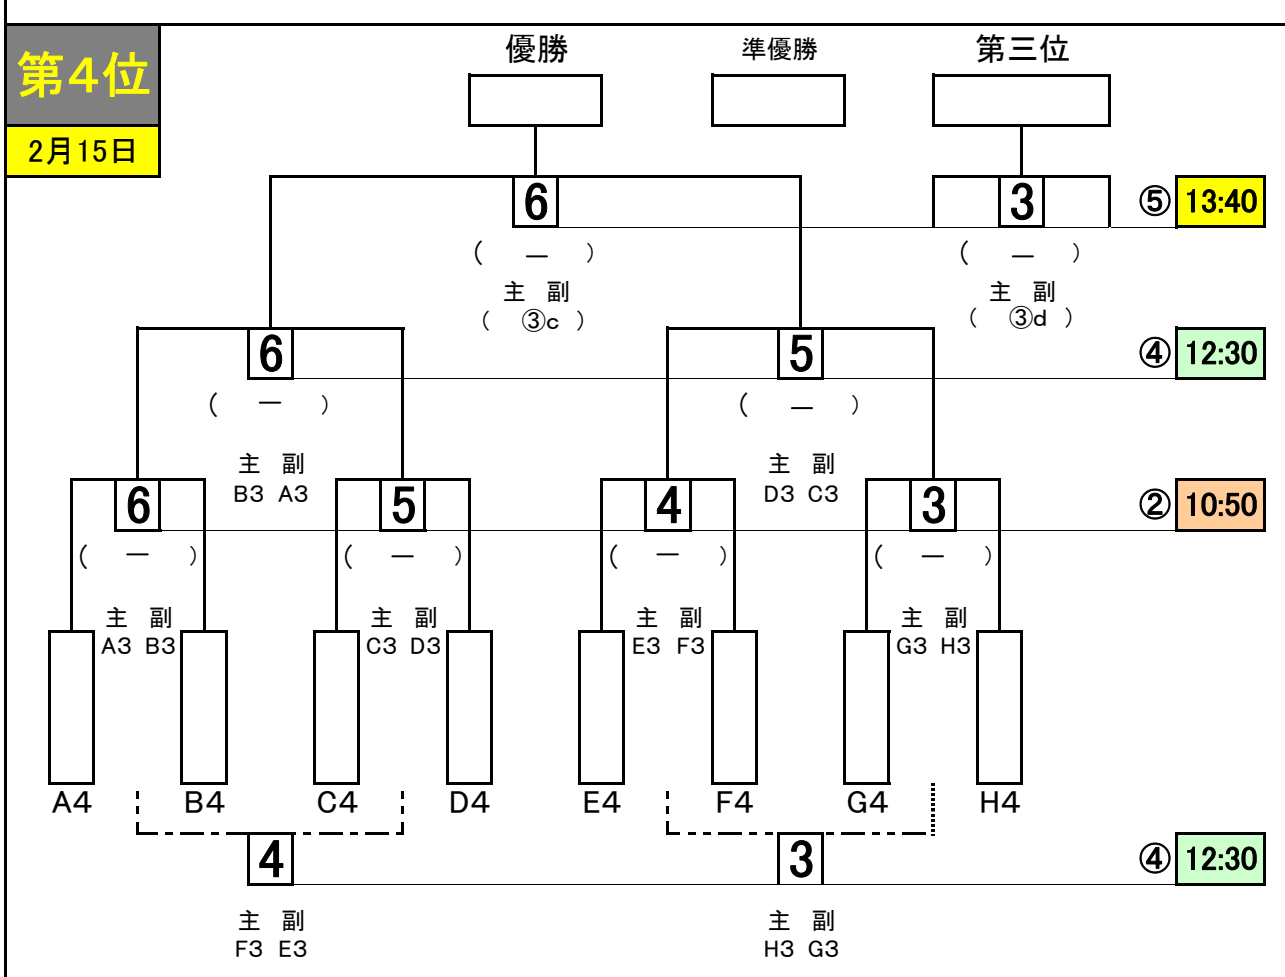 第4位
2月15日
優勝 準優勝 第三位
6 3 ⑤ 13:40
( — ) ( — )
主 副 主 副
( ③c ) ( ③d )
6 5 ④ 12:30
( — ) ( — )
主 副 主 副
B3 A3 D3 C3
6 5 4 3 ② 10:50
( — ) ( — ) ( — ) ( — )
主 副 主 副 主 副 主 副
A3 B3 C3 D3 E3 F3 G3 H3
A4 B4 C4 D4 E4 F4 G4 H4
4 3 ④ 12:30
主 副 主 副
F3 E3 H3 G3